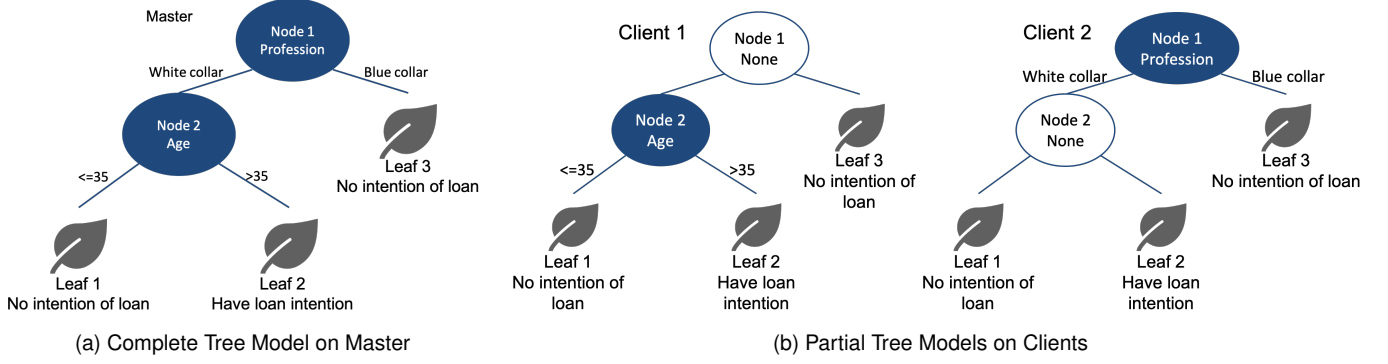 Master
Node 1
Profession
White collar
Blue collar
Node 2
Age
<=35
>35
Leaf 3
No intention of loan
Leaf 1
No intention of loan
Leaf 2
Have loan intention
(a) Complete Tree Model on Master
Client 1
Node 1
None
Node 2
Age
<=35
>35
Leaf 3
No intention of
loan
Leaf 1
No intention of
loan
Leaf 2
Have loan
intention
Client 2
Node 1
Profession
White collar
Blue collar
Node 2
None
Leaf 3
No intention of loan
Leaf 1
No intention of
loan
Leaf 2
Have loan
intention
(b) Partial Tree Models on Clients